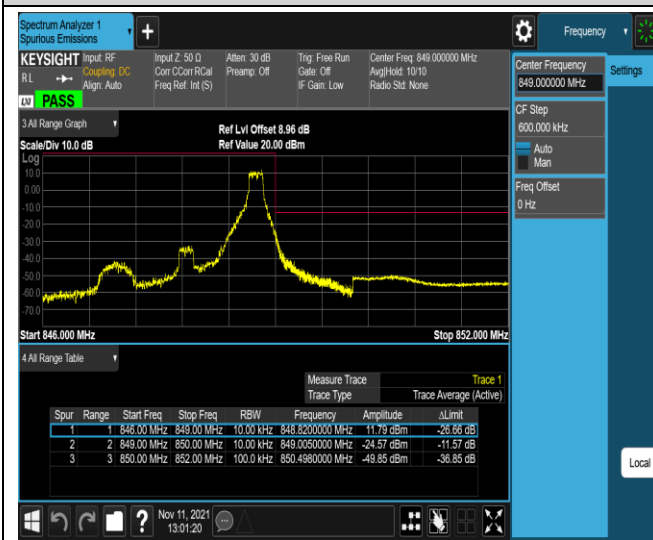 Spectrum Analyzer 1
Spurious Emissions
Frequency
KEYSIGHT
RL
Input: RF
Coupling: DC
Align: Auto
Input Z: 50 Ω
Corr CCorr RCal
Freq Ref: Int (S)
Atten: 30 dB
Preamp: Off
Trig: Free Run
Gate: Off
IF Gain: Low
Center Freq: 849.000000 MHz
Avg|Hold: 10/10
Radio Std: None
PASS
Center Frequency
849.000000 MHz
Settings
CF Step
600.000 kHz
Auto
Man
Freq Offset
0 Hz
3 All Range Graph
Scale/Div 10.0 dB
Ref Lvl Offset 8.96 dB
Ref Value 20.00 dBm
Log
10.0
0.00
-10.0
-20.0
-30.0
-40.0
-50.0
-60.0
-70.0
Start 846.000 MHz
Stop 852.000 MHz
4 All Range Table
Measure Trace Trace 1
Trace Type Trace Average (Active)
Spur Range Start Freq Stop Freq RBW Frequency Amplitude ΔLimit
1 1 846.00 MHz 849.00 MHz 10.00 kHz 848.8200000 MHz 11.79 dBm -26.66 dB
2 2 849.00 MHz 850.00 MHz 10.00 kHz 849.0050000 MHz -24.57 dBm -11.57 dB
3 3 850.00 MHz 852.00 MHz 100.0 kHz 850.4980000 MHz -49.85 dBm -36.85 dB
Local
Nov 11, 2021
13:01:20